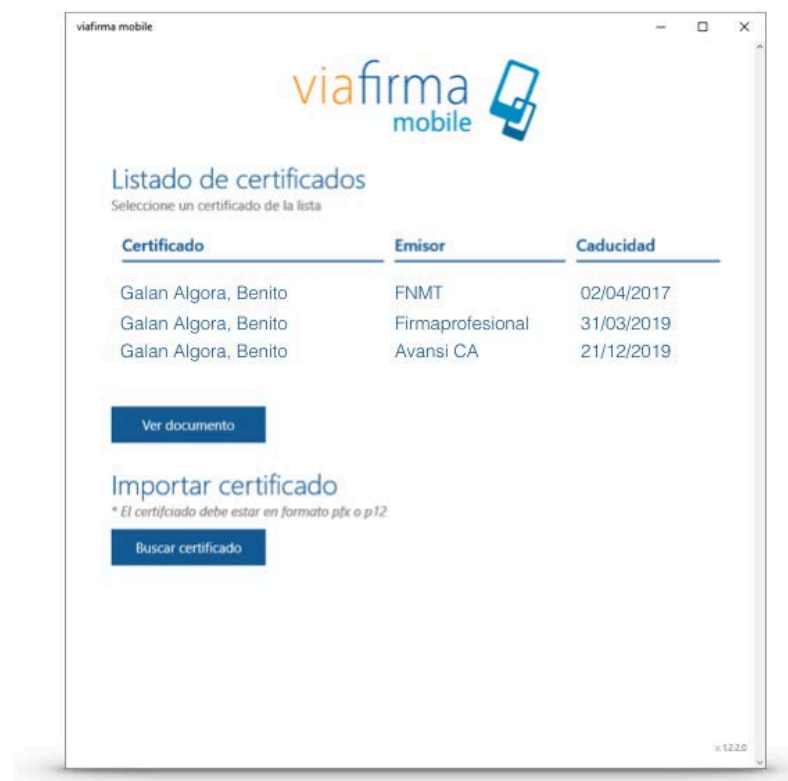 viafirma mobile
viafirma
mobile
Listado de certificados
Seleccione un certificado de la lista
Certificado Emisor Caducidad
Galan Algora, Benito FNMT 02/04/2017
Galan Algora, Benito Firmaprofesional 31/03/2019
Galan Algora, Benito Avansi CA 21/12/2019
Ver documento
Importar certificado
* El certifciado debe estar en formato pfx o p12
Buscar certificado
v. 1.2.2.0